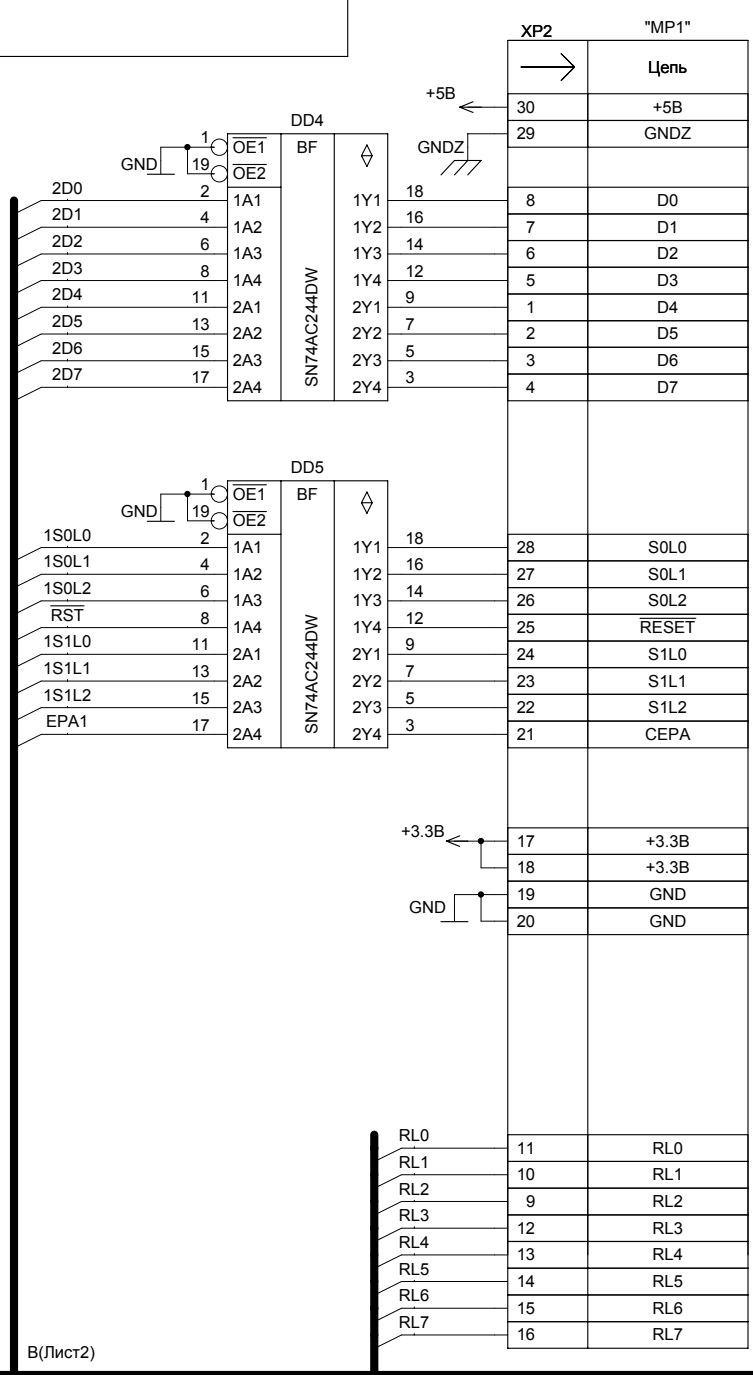 XP2 "MP1"
Цепь
+5В 30 +5В
DD4
GNDZ 29 GNDZ
GND 1 OE1 BF
19 OE2
2D0 2 1A1 1Y1 18 8 D0
2D1 4 1A2 1Y2 16 7 D1
2D2 6 1A3 1Y3 14 6 D2
2D3 8 1A4 1Y4 12 5 D3
2D4 11 2A1 2Y1 9 1 D4
2D5 13 2A2 2Y2 7 2 D5
2D6 15 2A3 2Y3 5 3 D6
2D7 17 2A4 2Y4 3 4 D7
SN74AC244DW
DD5
GND 1 OE1 BF
19 OE2
1S0L0 2 1A1 1Y1 18 28 S0L0
1S0L1 4 1A2 1Y2 16 27 S0L1
1S0L2 6 1A3 1Y3 14 26 S0L2
RST 8 1A4 1Y4 12 25 RESET
1S1L0 11 2A1 2Y1 9 24 S1L0
1S1L1 13 2A2 2Y2 7 23 S1L1
1S1L2 15 2A3 2Y3 5 22 S1L2
EPA1 17 2A4 2Y4 3 21 CEPA
SN74AC244DW
+3.3В 17 +3.3В
18 +3.3В
GND 19 GND
20 GND
RL0 11 RL0
RL1 10 RL1
RL2 9 RL2
RL3 12 RL3
RL4 13 RL4
RL5 14 RL5
RL6 15 RL6
RL7 16 RL7
В(Лист2)